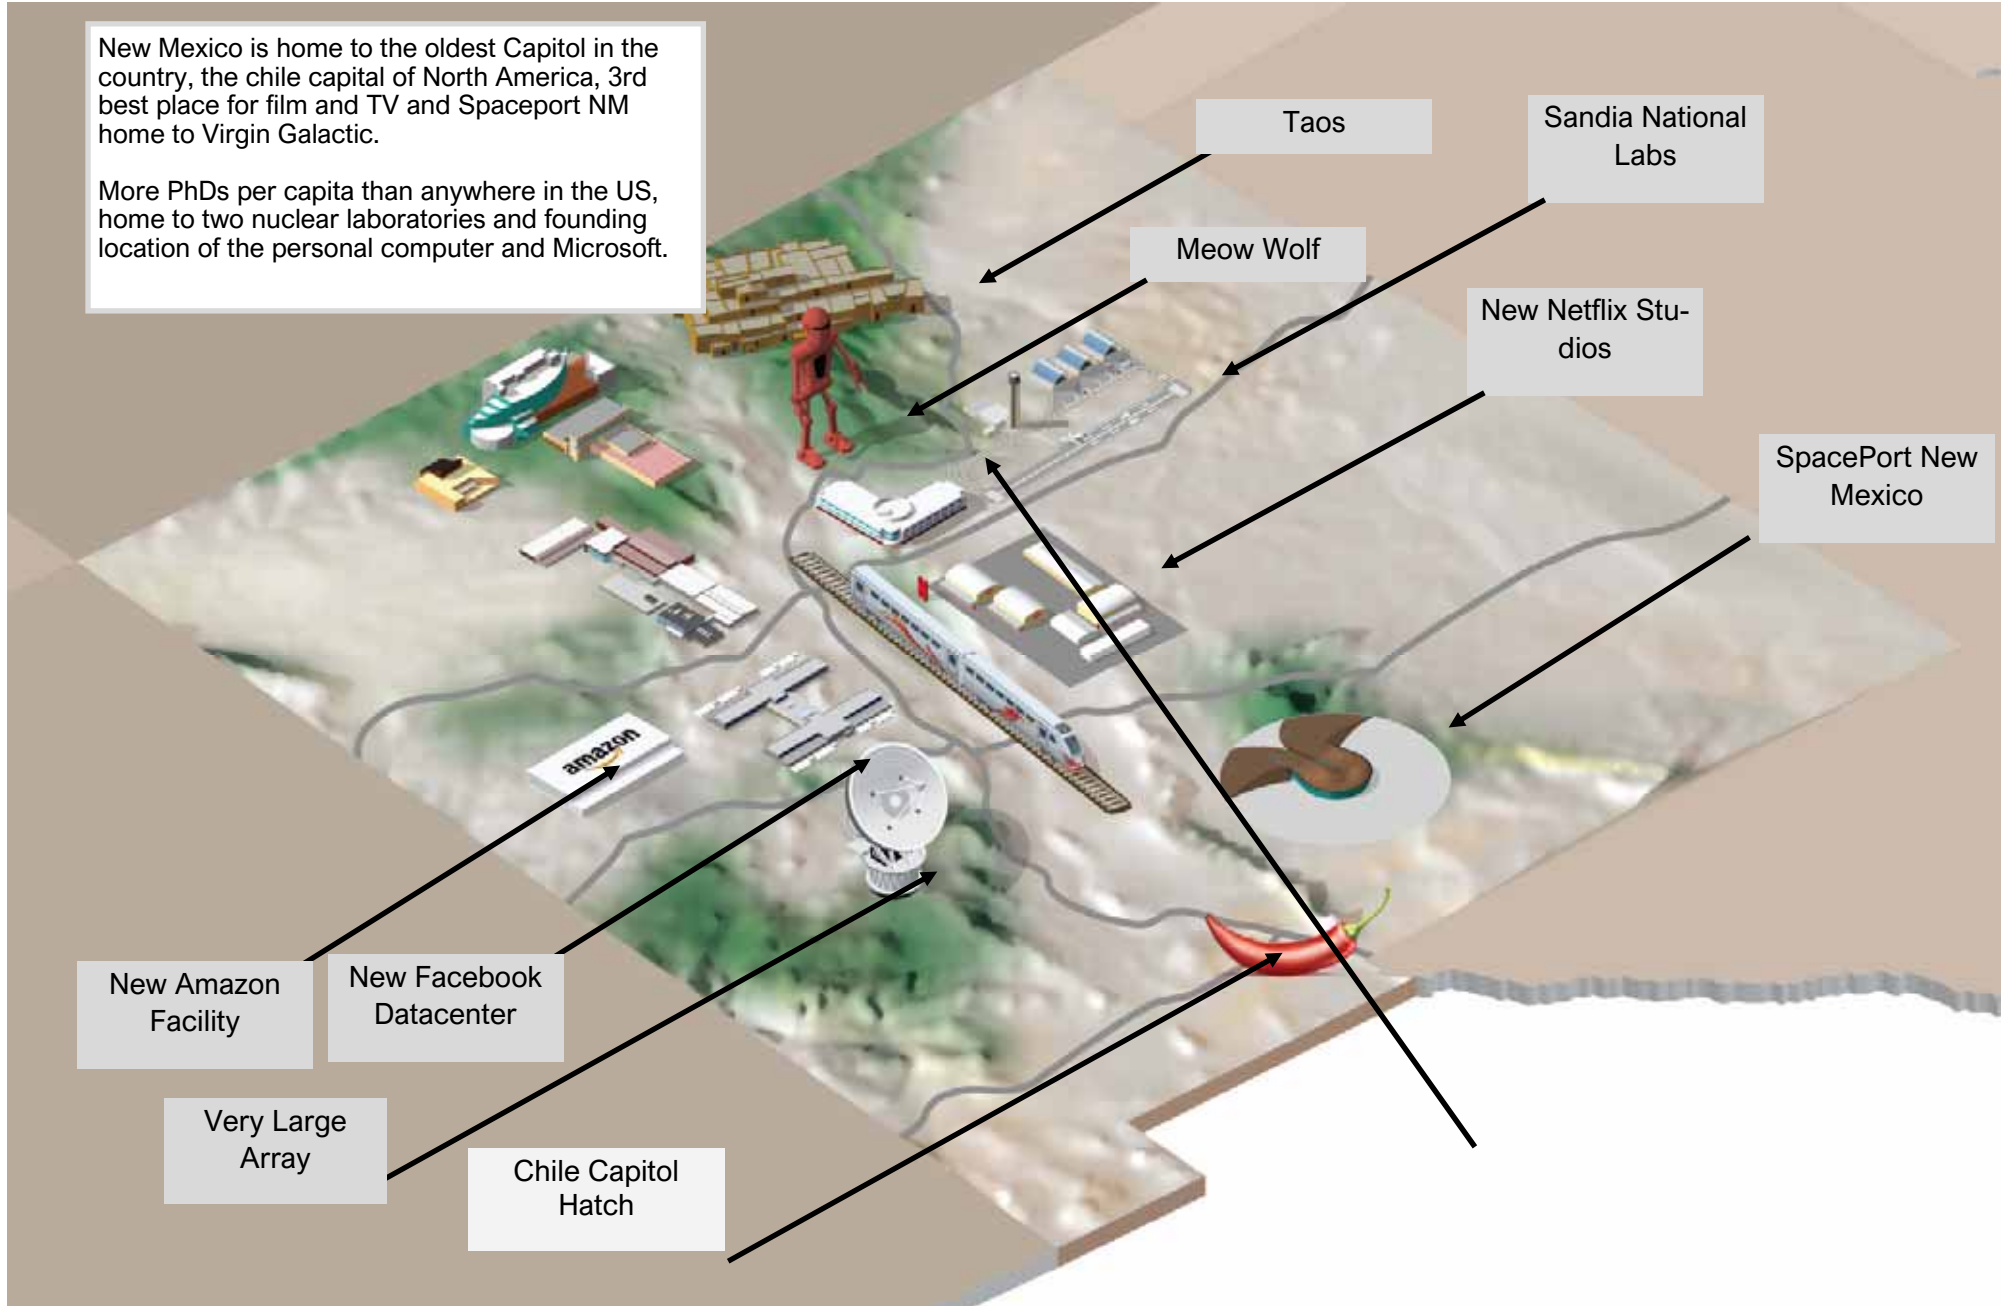 New Mexico is home to the oldest Capitol in the
country, the chile capital of North America, 3rd
best place for film and TV and Spaceport NM
home to Virgin Galactic.
More PhDs per capita than anywhere in the US,
home to two nuclear laboratories and founding
location of the personal computer and Microsoft.
Taos
Sandia National
Labs
Meow Wolf
New Netflix Stu-
dios
SpacePort New
Mexico
amazon
New Amazon
Facility
New Facebook
Datacenter
Very Large
Array
Chile Capitol
Hatch